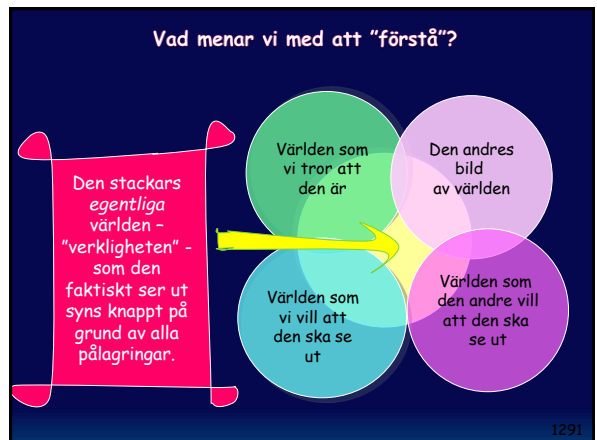 Vad menar vi med att ”förstå”?
Den stackars
egentliga
världen –
”verkligheten” -
som den
faktiskt ser ut
syns knappt på
grund av alla
pålagringar.
Världen som
vi tror att
den är
Den andres
bild
av världen
Världen som
vi vill att
den ska se
ut
Världen som
den andre vill
att den ska
se ut
1291